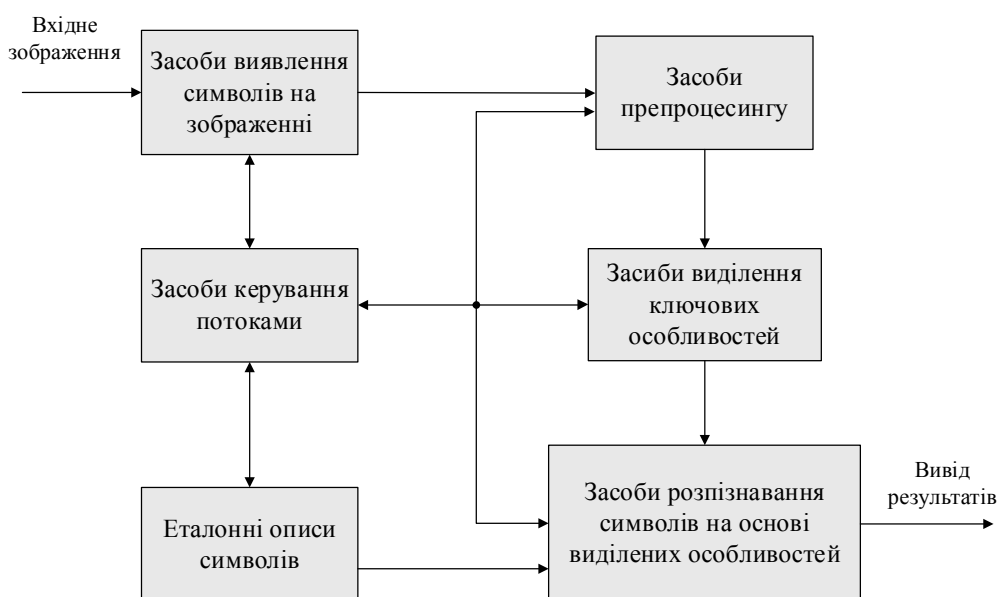 Вхідне
зображення
Засоби виявлення
символів на
зображенні
Засоби
препроцесингу
Засоби керування
потоками
Засиби виділення
ключових
особливостей
Еталонні описи
символів
Засоби розпізнавання
символів на основі
виділених особливостей
Вивід
результатів